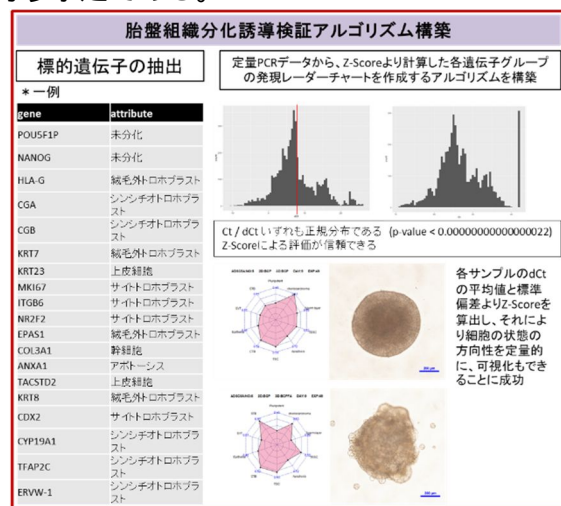 胎盤組織分化誘導検証アルゴリズム構築
標的遺伝子の抽出
*一例
gene attribute
POU5F1P 未分化
NANOG 未分化
HLA-G 絨毛外トロホブラスト
CGA シンシチオトロホブラ
スト
CGB シンシチオトロホブラ
スト
KRT7 絨毛外トロホブラスト
KRT23 上皮細胞
MKI67 サイトトロホブラスト
ITGB6 サイトトロホブラスト
NR2F2 サイトトロホブラスト
EPAS1 絨毛外トロホブラスト
COL3A1 幹細胞
ANXA1 アポトーシス
TACSTD2 上皮細胞
KRT8 絨毛外トロホブラスト
CDX2 サイトトロホブラスト
CYP19A1 シンシチオトロホブラ
スト
TFAP2C シンシチオトロホブラ
スト
ERVW-1 シンシチオトロホブラ
スト
定量PCRデータから、Z-Scoreより計算した各遺伝子グループ
の発現レーダーチャートを作成するアルゴリズムを構築
Ct / dCt いずれも正規分布である (p-value < 0.00000000000000022)
Z-Scoreによる評価が信頼できる
各サンプルのdCt
の平均値と標準
偏差よりZ-Scoreを
算出し、それによ
り細胞の状態の
方向性を定量的
に、可視化もで
きることに成功